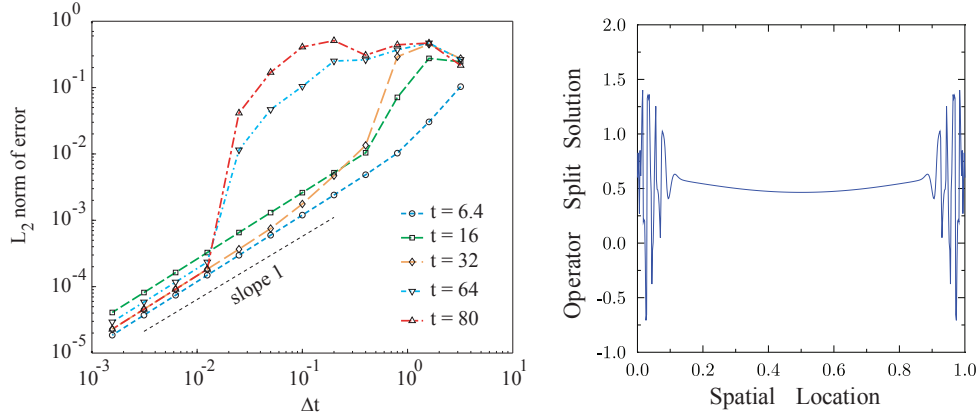 10^0
10^-1
10^-2
10^-3
10^-4
10^-5
L_2 norm of error
10^-3
10^-2
10^-1
10^0
10^1
Δt
slope 1
t = 6.4
t = 16
t = 32
t = 64
t = 80
2.0
1.5
1.0
0.5
0.0
-0.5
-1.0
Operator Split Solution
0.0
0.2
0.4
0.6
0.8
1.0
Spatial Location